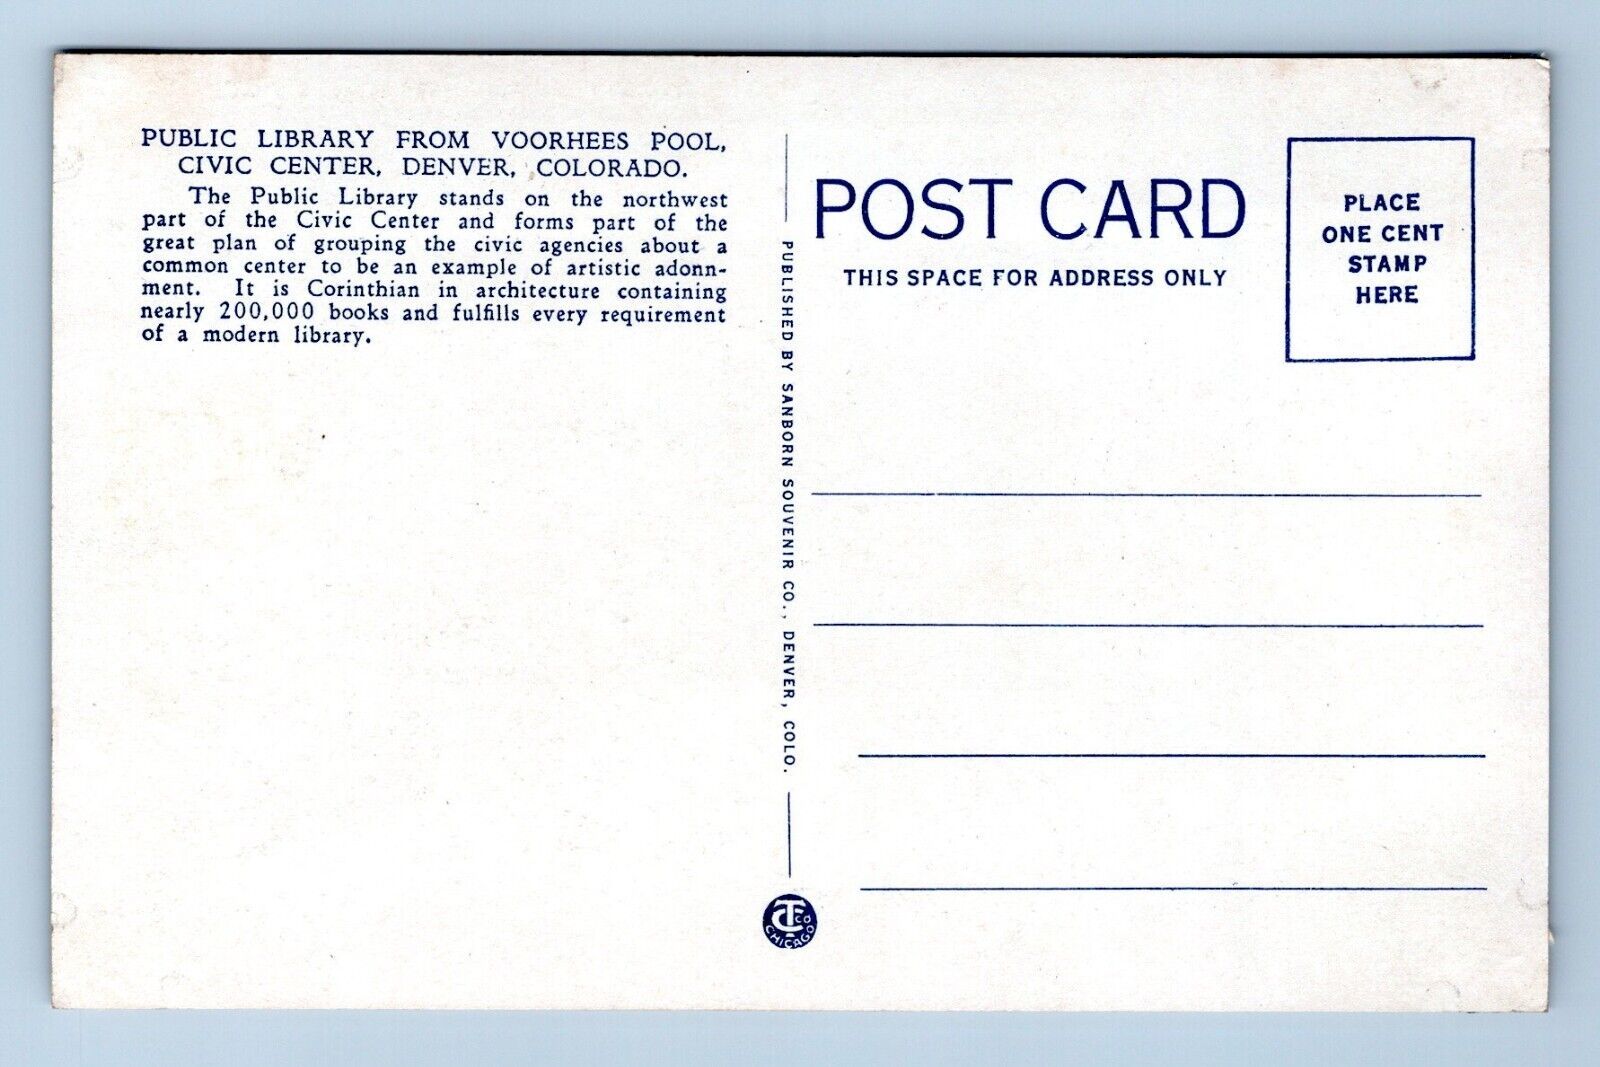 PUBLIC LIBRARY FROM VOORHEES POOL,
CIVIC CENTER, DENVER, COLORADO.
The Public Library stands on the northwest
part of the Civic Center and forms part of the
great plan of grouping the civic agencies about a
common center to be an example of artistic adonn-
ment. It is Corinthian in architecture containing
nearly 200,000 books and fulfills every requirement
of a modern library.
PUBLISHED BY SANBORN SOUVENIR CO., DENVER, COLO.
CT CO
CHICAGO
POST CARD
THIS SPACE FOR ADDRESS ONLY
PLACE
ONE CENT
STAMP
HERE